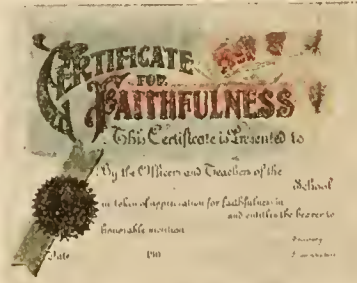 CERTIFICATE
FOR
FAITHFULNESS
This Certificate is Presented to
By the Officers and Teachers of the
School
in token of appreciation for faithfulness in
and entitles the bearer to
honorable mention
Date 191